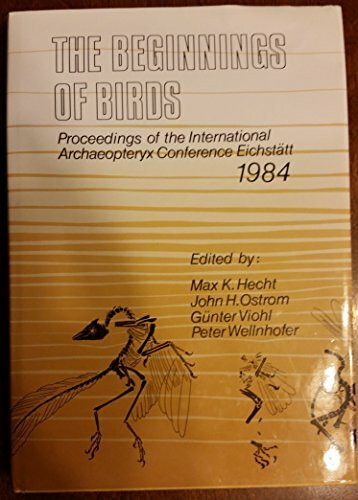 THE BEGINNINGS
OF BIRDS
Proceedings of the International
Archaeopteryx Conference Eichstätt
1984
Edited by:
Max K. Hecht
John H. Ostrom
Günter Viohl
Peter Wellnhofer